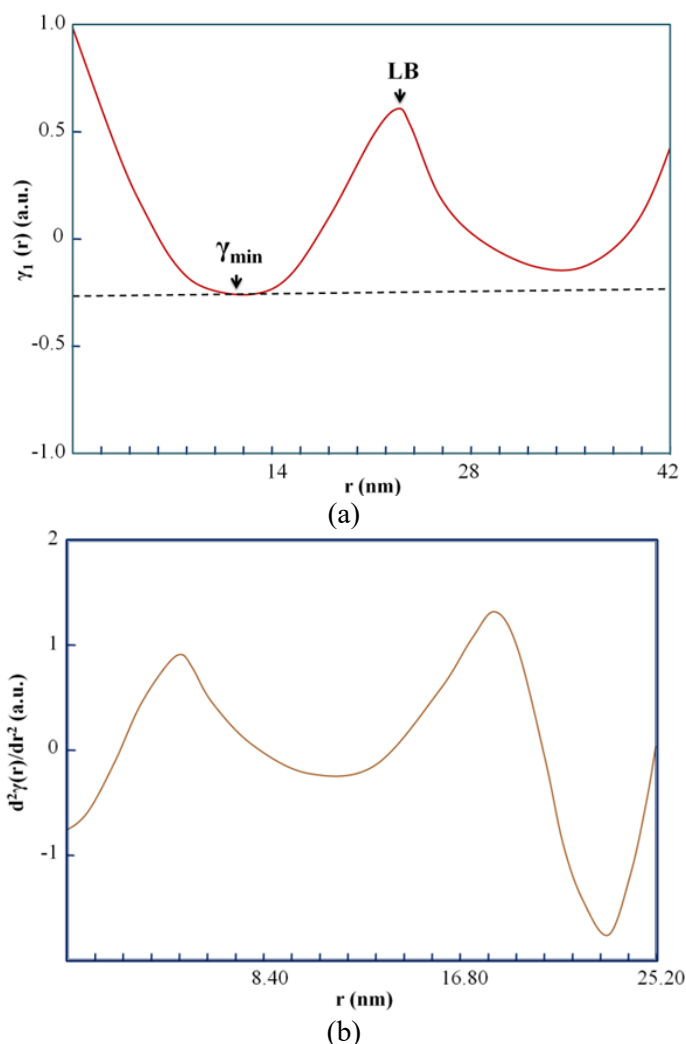 1.0
LB
0.5
γ₁ (r) (a.u.)
0
γmin
-0.5
-1.0
14
28
42
r (nm)
(a)
2
1
d²γ(r)/dr² (a.u.)
0
-1
8.40
16.80
25.20
r (nm)
(b)